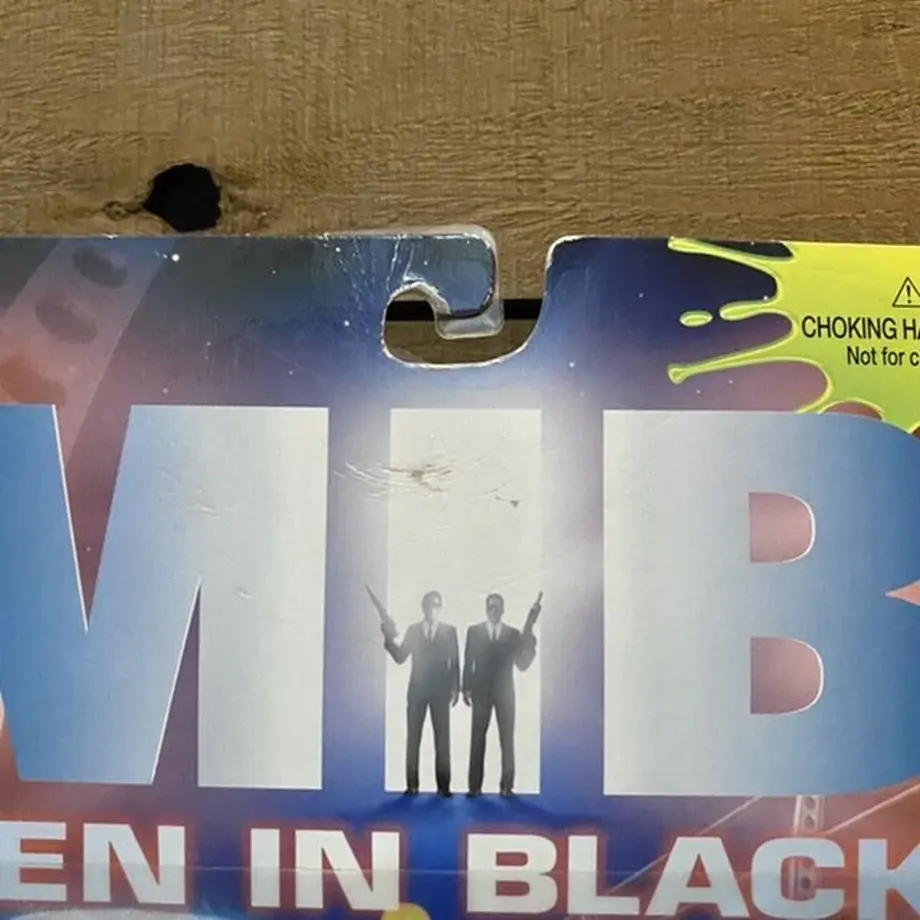 CHOKING HA
Not for c
MIB
EN IN BLACK